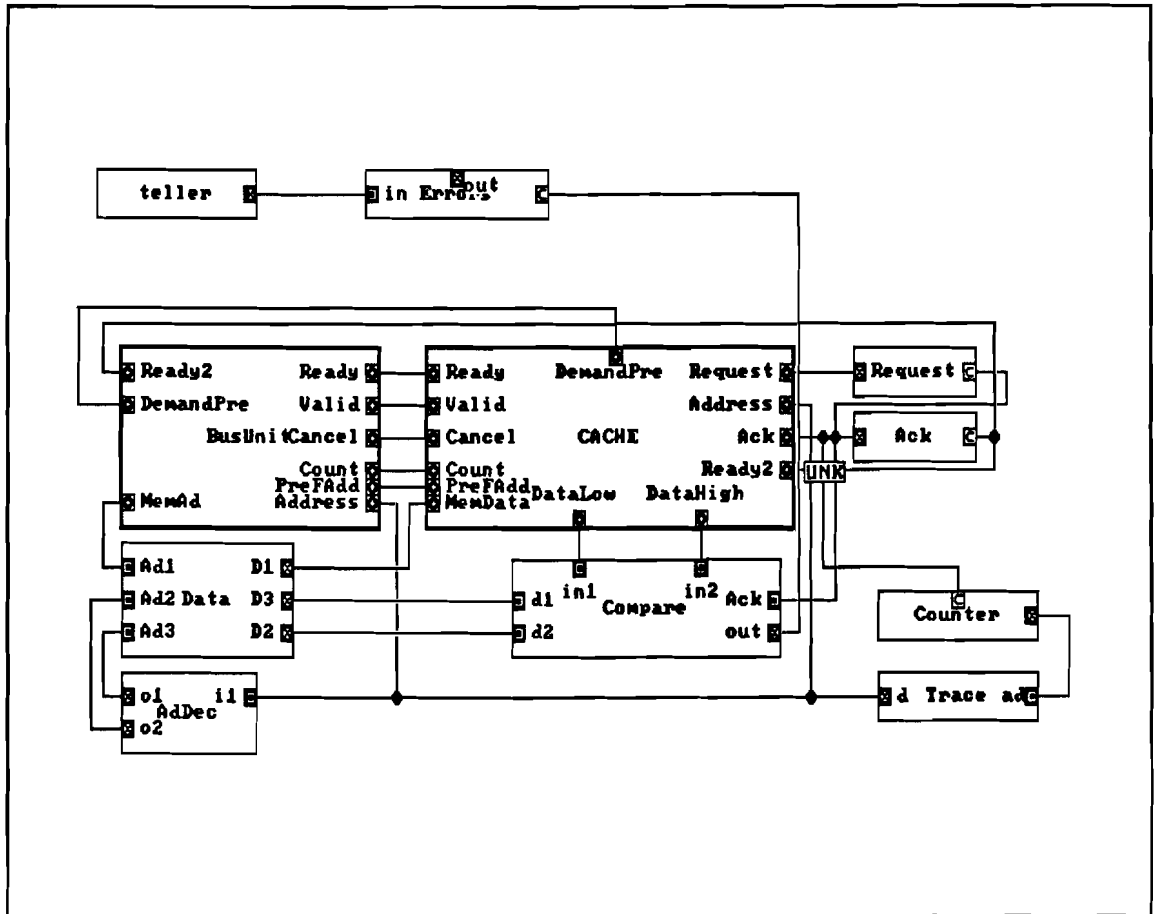 teller
in Errors out C
Ready2 Ready
DemandPre Valid
BusUnit Cancel
Count
PreFAdd
MemAd Address
Ready DemandPre Request
Valid Address
Cancel CACHE Ack
Count Ready2
PreFAdd
MemData DataLow DataHigh
Request C
Ack C
UNK
Ad1 D1
Ad2 Data D3
Ad3 D2
in1 in2
d1 Compare Ack
d2 out
C
Counter
o1 i1
AdDec
o2
d Trace ad C